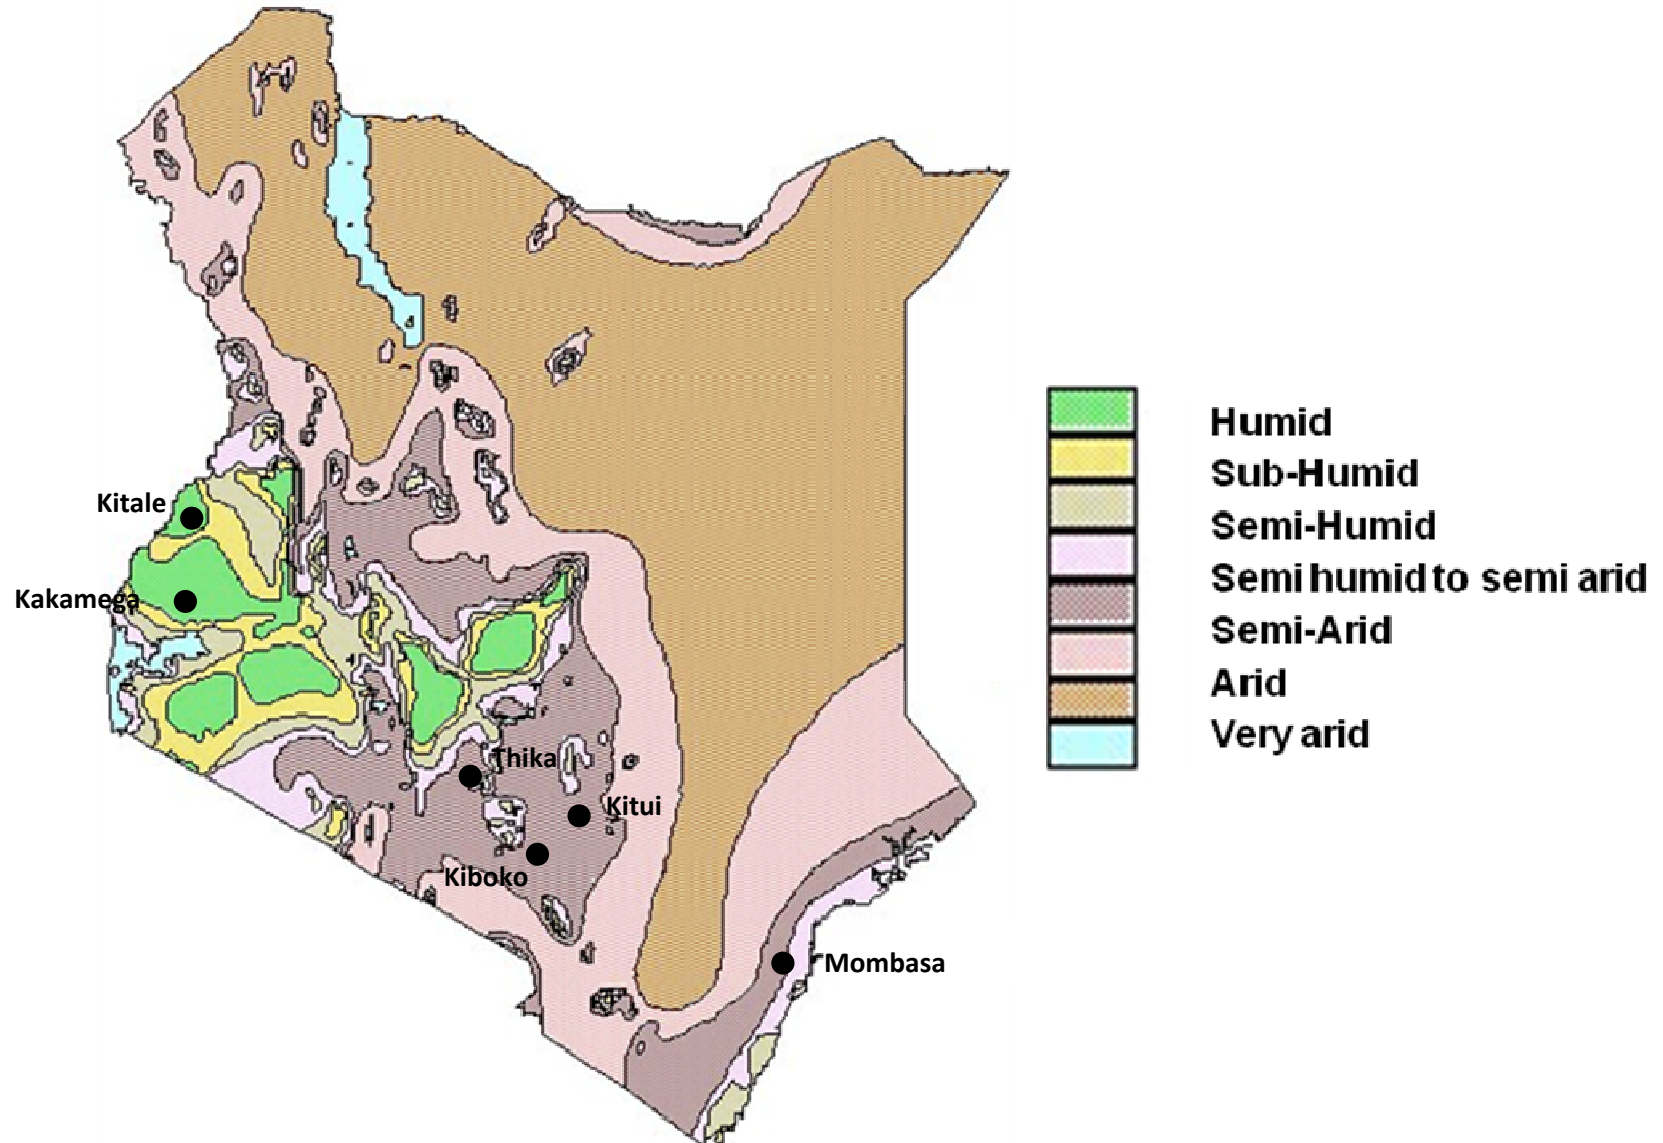 Kitale
Kakamega
Thika
Kitui
Kiboko
Mombasa
Humid
Sub-Humid
Semi-Humid
Semi humid to semi arid
Semi-Arid
Arid
Very arid